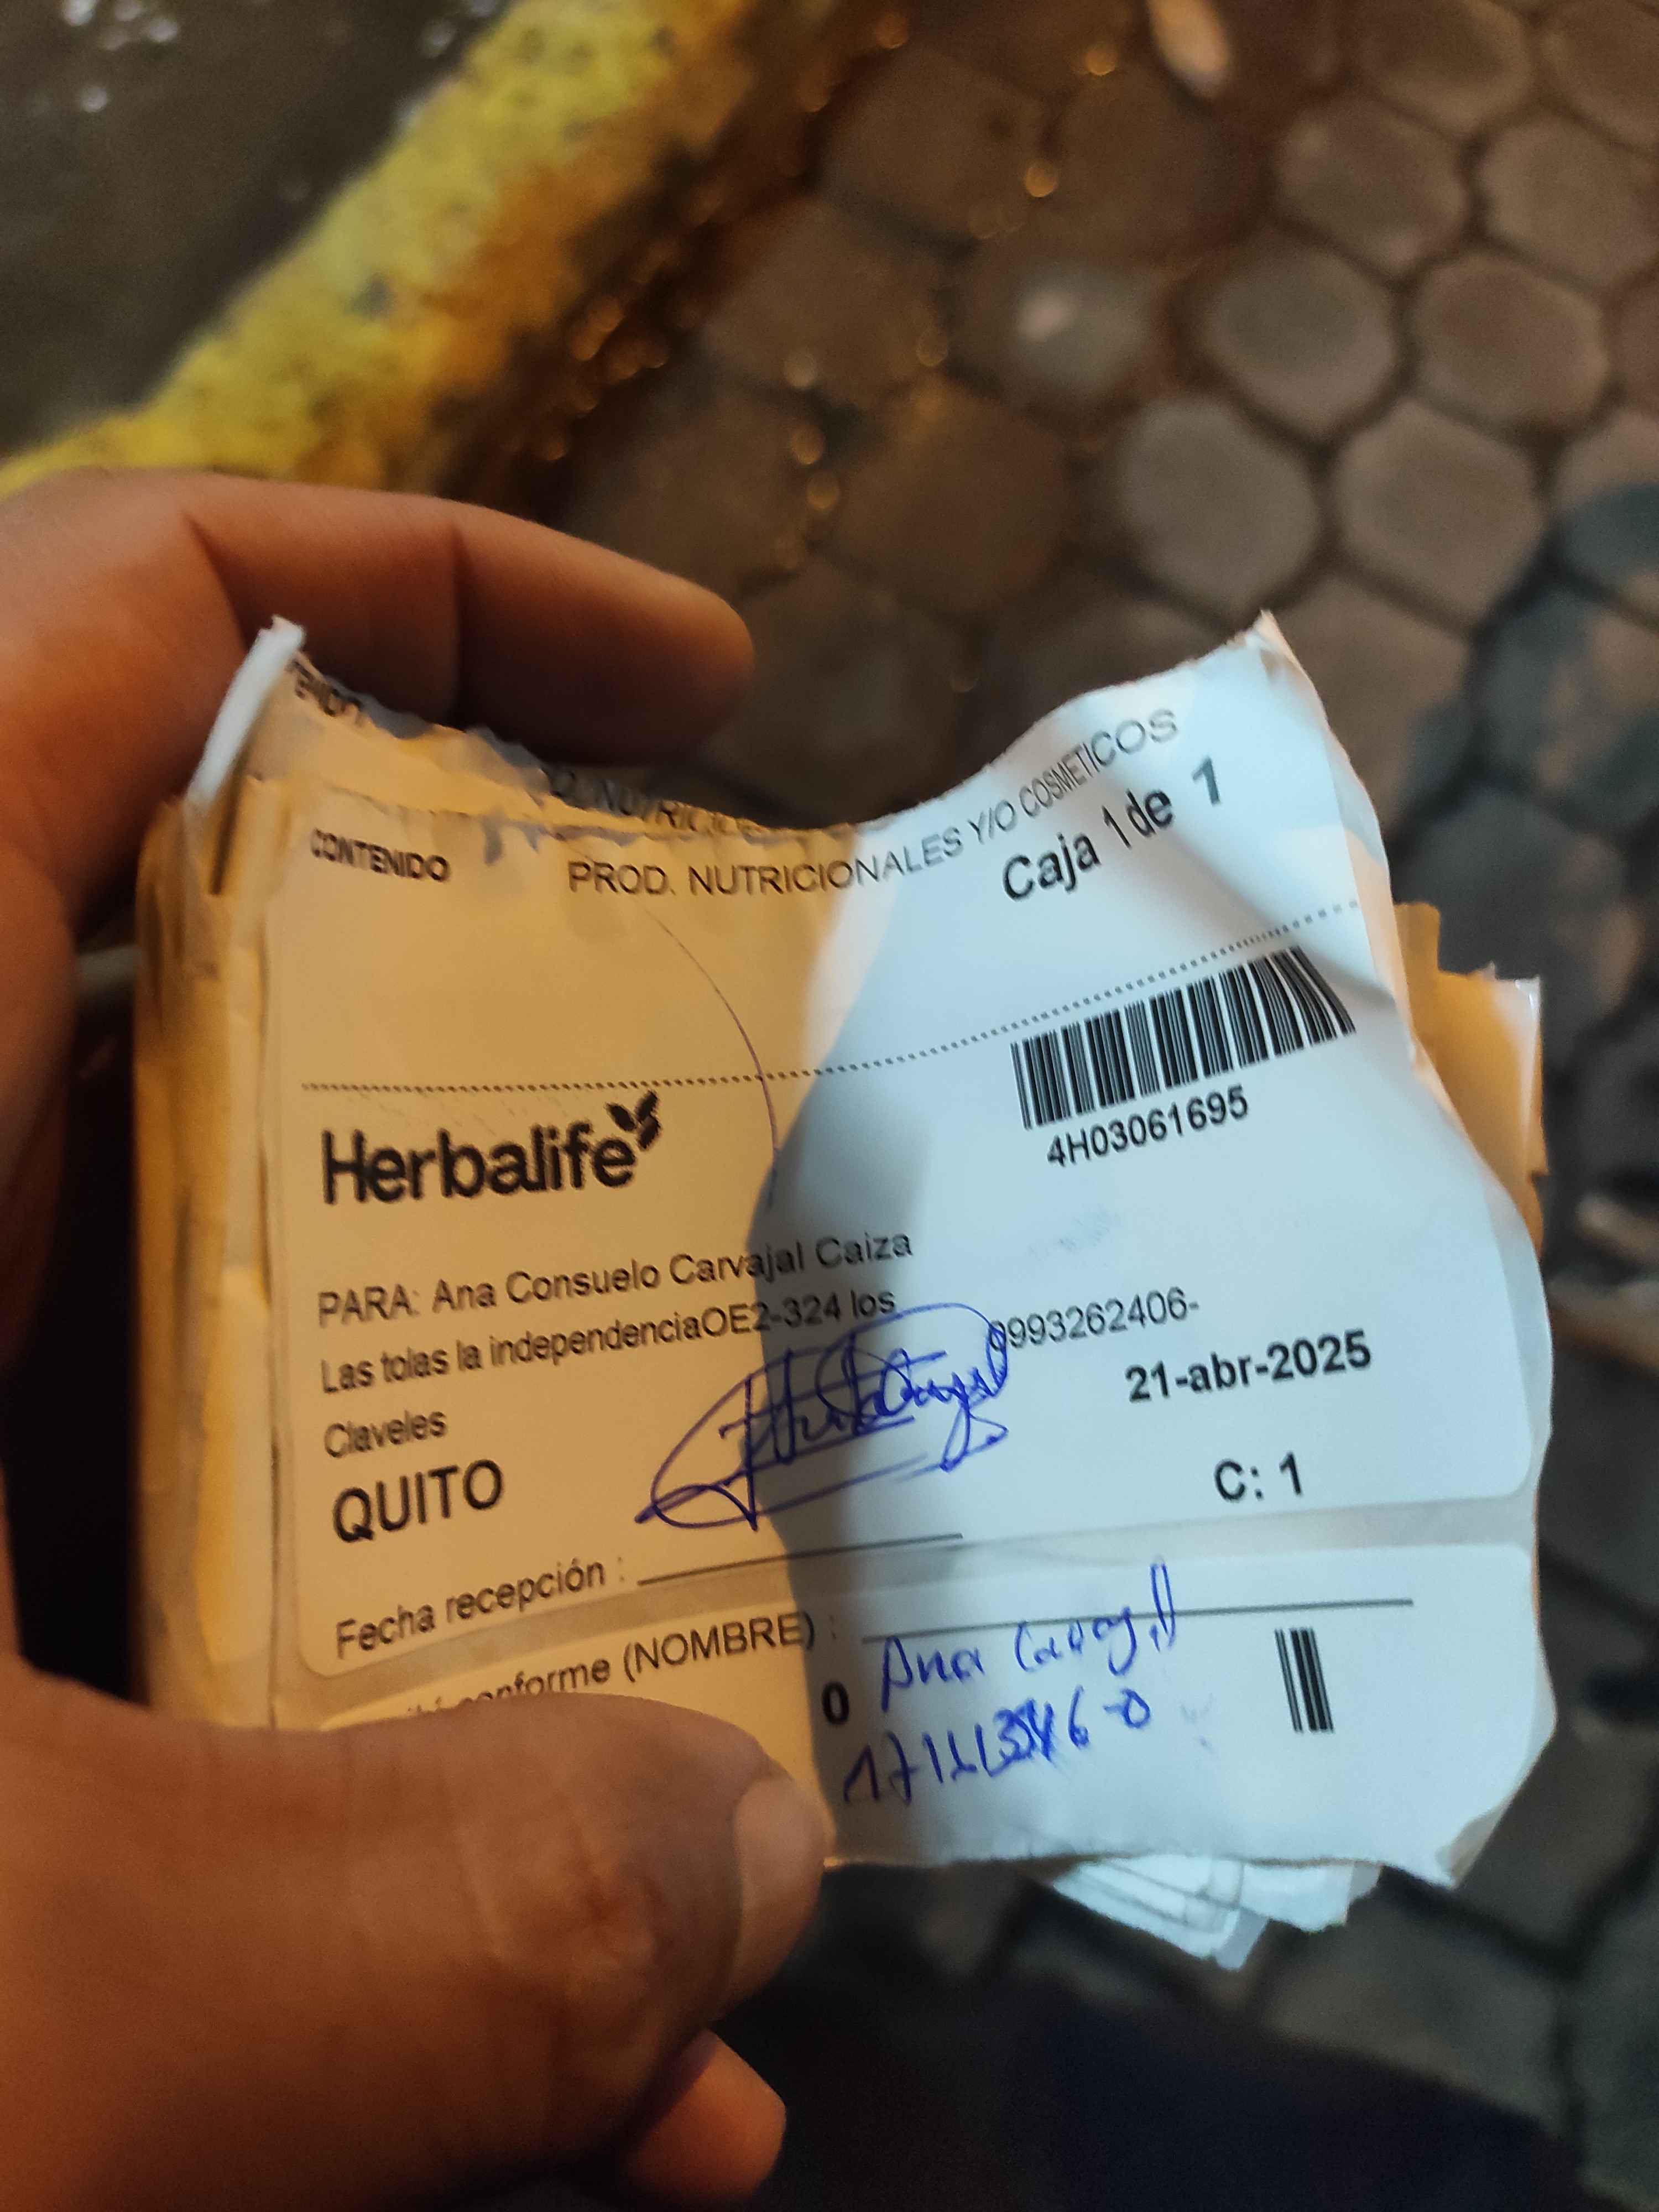 CONTENIDO PROD. NUTRICIONALES Y/O COSMETICOS
Caja 1 de 1
4H03061695
Herbalife
PARA: Ana Consuelo Carvajal Caiza
Las tolas la independenciaOE2-324 los
0993262406-
Claveles
21-abr-2025
QUITO
C: 1
Fecha recepción :
conforme (NOMBRE) :
0 Ana